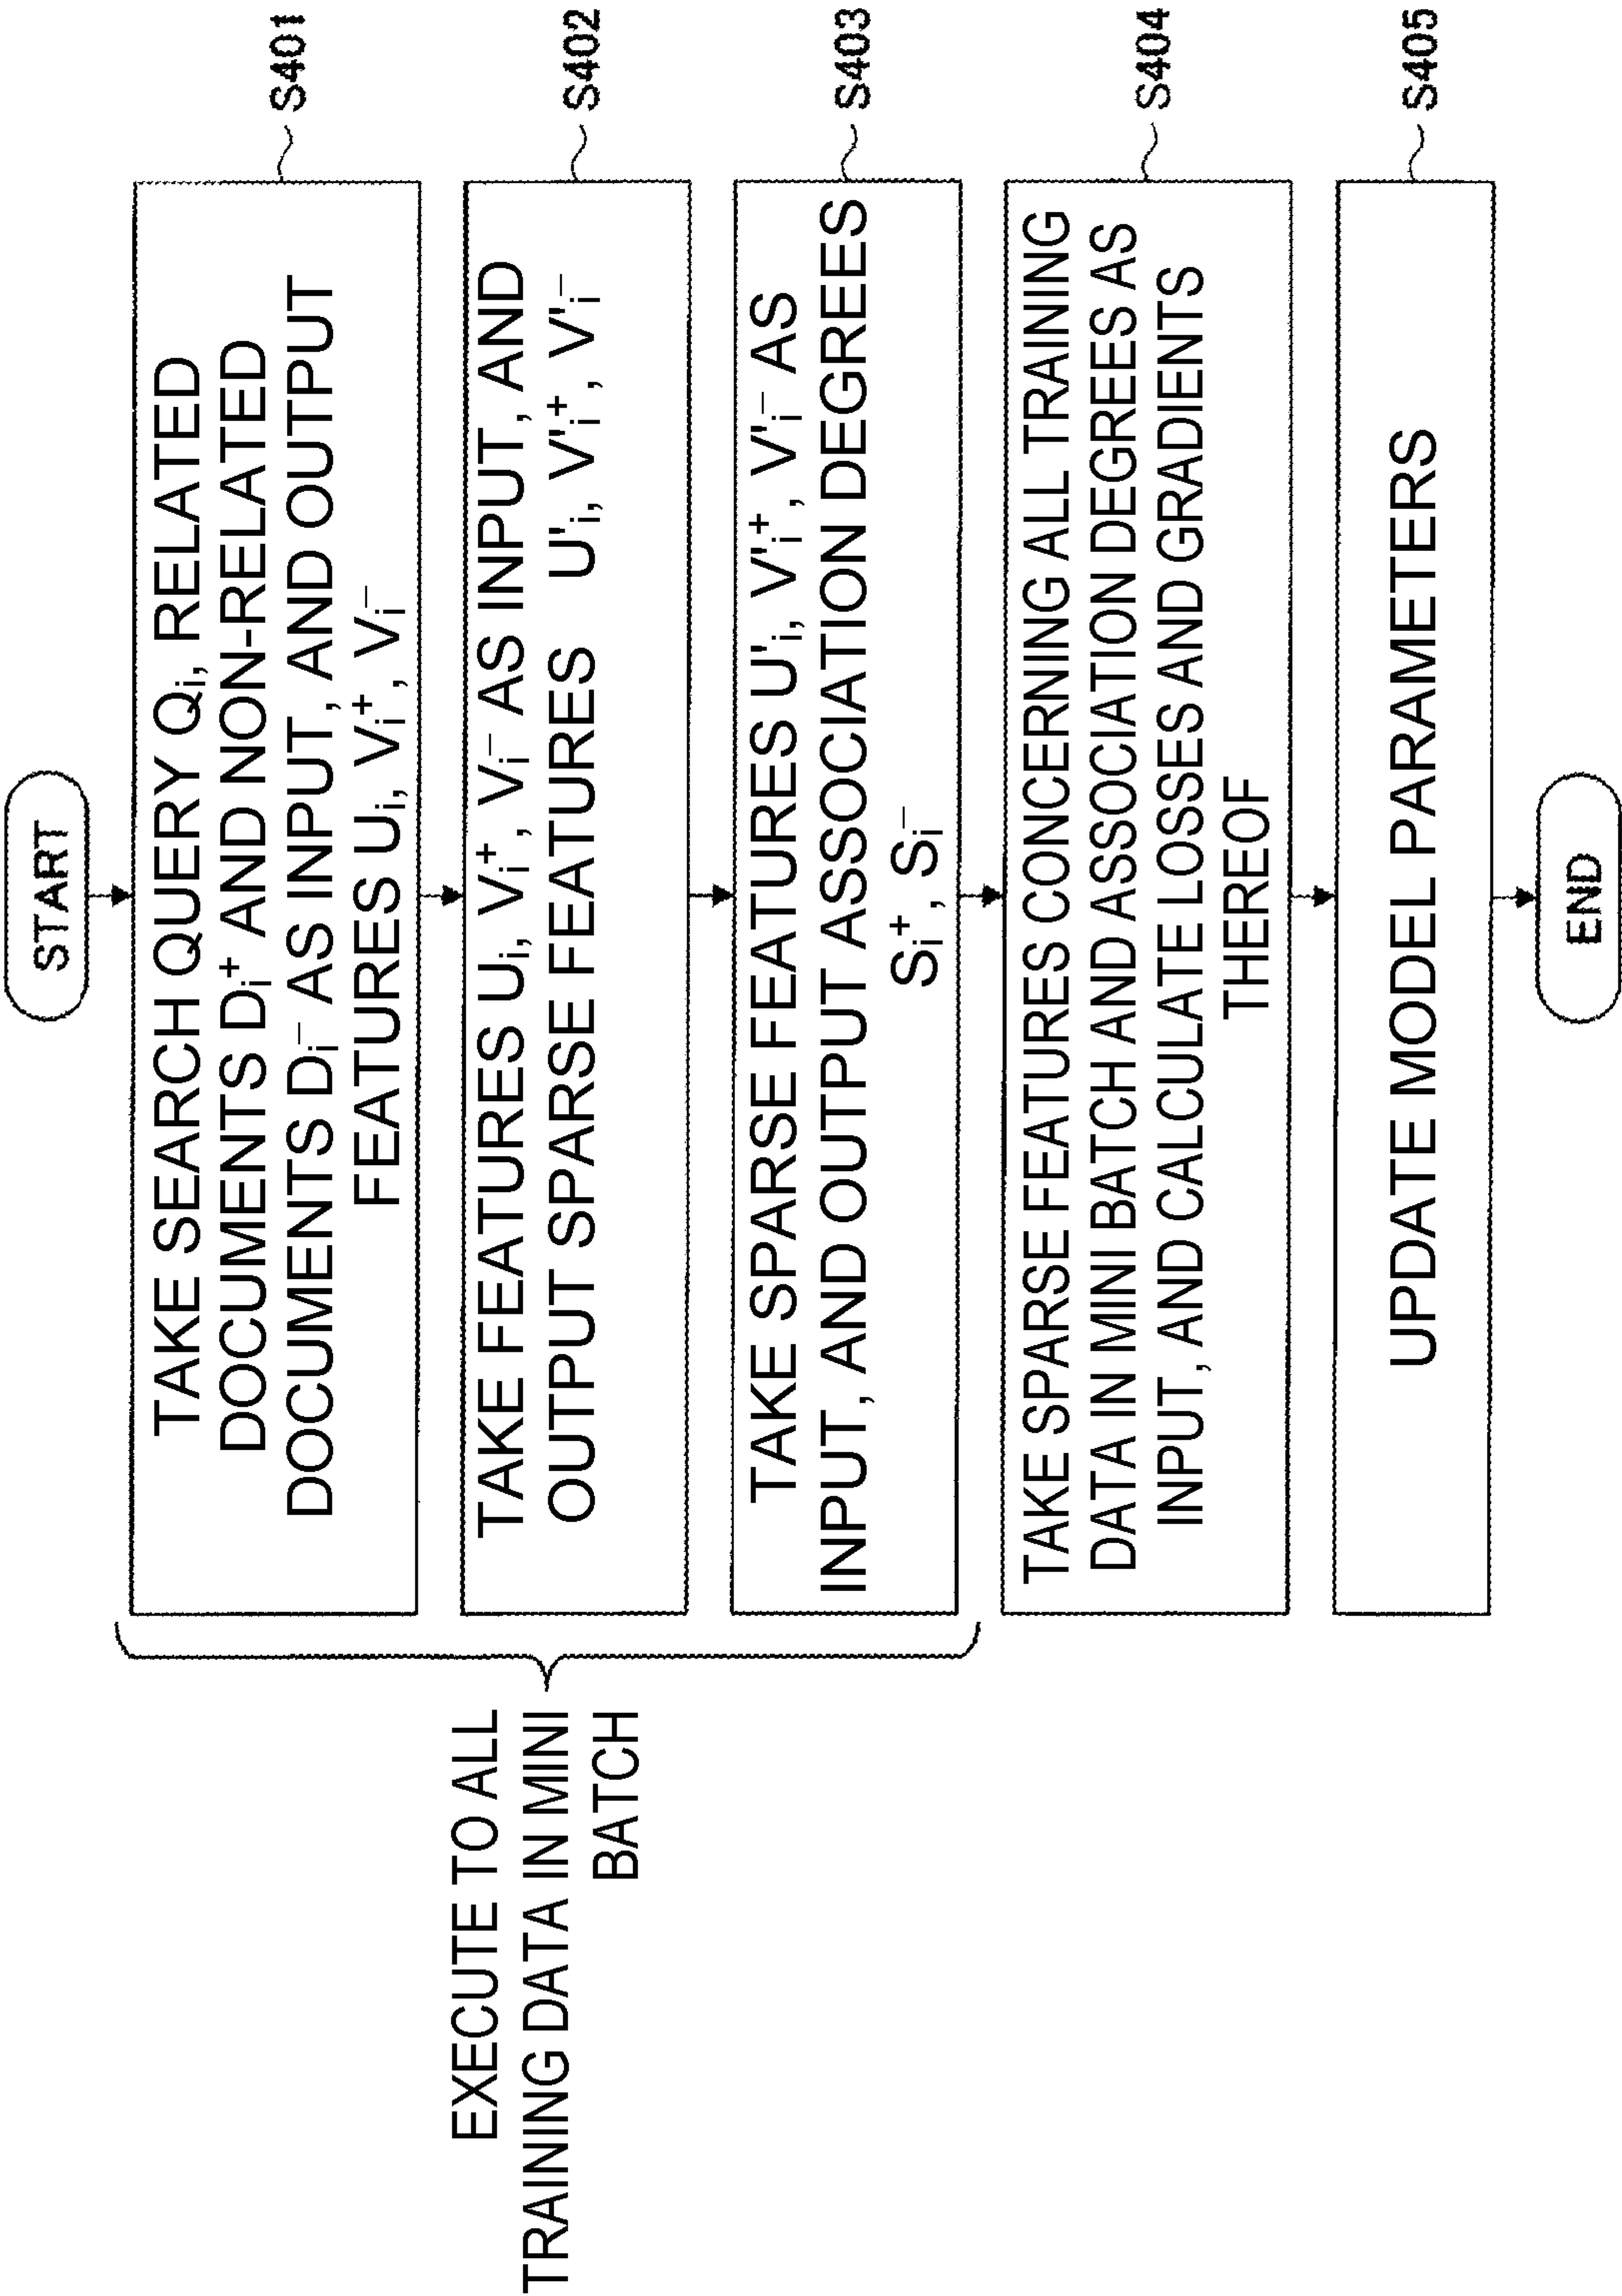 START
TAKE SEARCH QUERY Qᵢ, RELATED
DOCUMENTS Dᵢ⁺ AND NON-RELATED
DOCUMENTS Dᵢ⁻ AS INPUT, AND OUTPUT
FEATURES Uᵢ, Vᵢ⁺, Vᵢ⁻
S401
TAKE FEATURES Uᵢ, Vᵢ⁺, Vᵢ⁻ AS INPUT, AND
OUTPUT SPARSE FEATURES U'ᵢ, V'ᵢ⁺, V'ᵢ⁻
S402
TAKE SPARSE FEATURES U'ᵢ, V'ᵢ⁺, V'ᵢ⁻ AS
INPUT, AND OUTPUT ASSOCIATION DEGREES
Sᵢ⁺, Sᵢ⁻
S403
EXECUTE TO ALL
TRAINING DATA IN MINI
BATCH
TAKE SPARSE FEATURES CONCERNING ALL TRAINING
DATA IN MINI BATCH AND ASSOCIATION DEGREES AS
INPUT, AND CALCULATE LOSSES AND GRADIENTS
THEREOF
S404
UPDATE MODEL PARAMETERS
S405
END